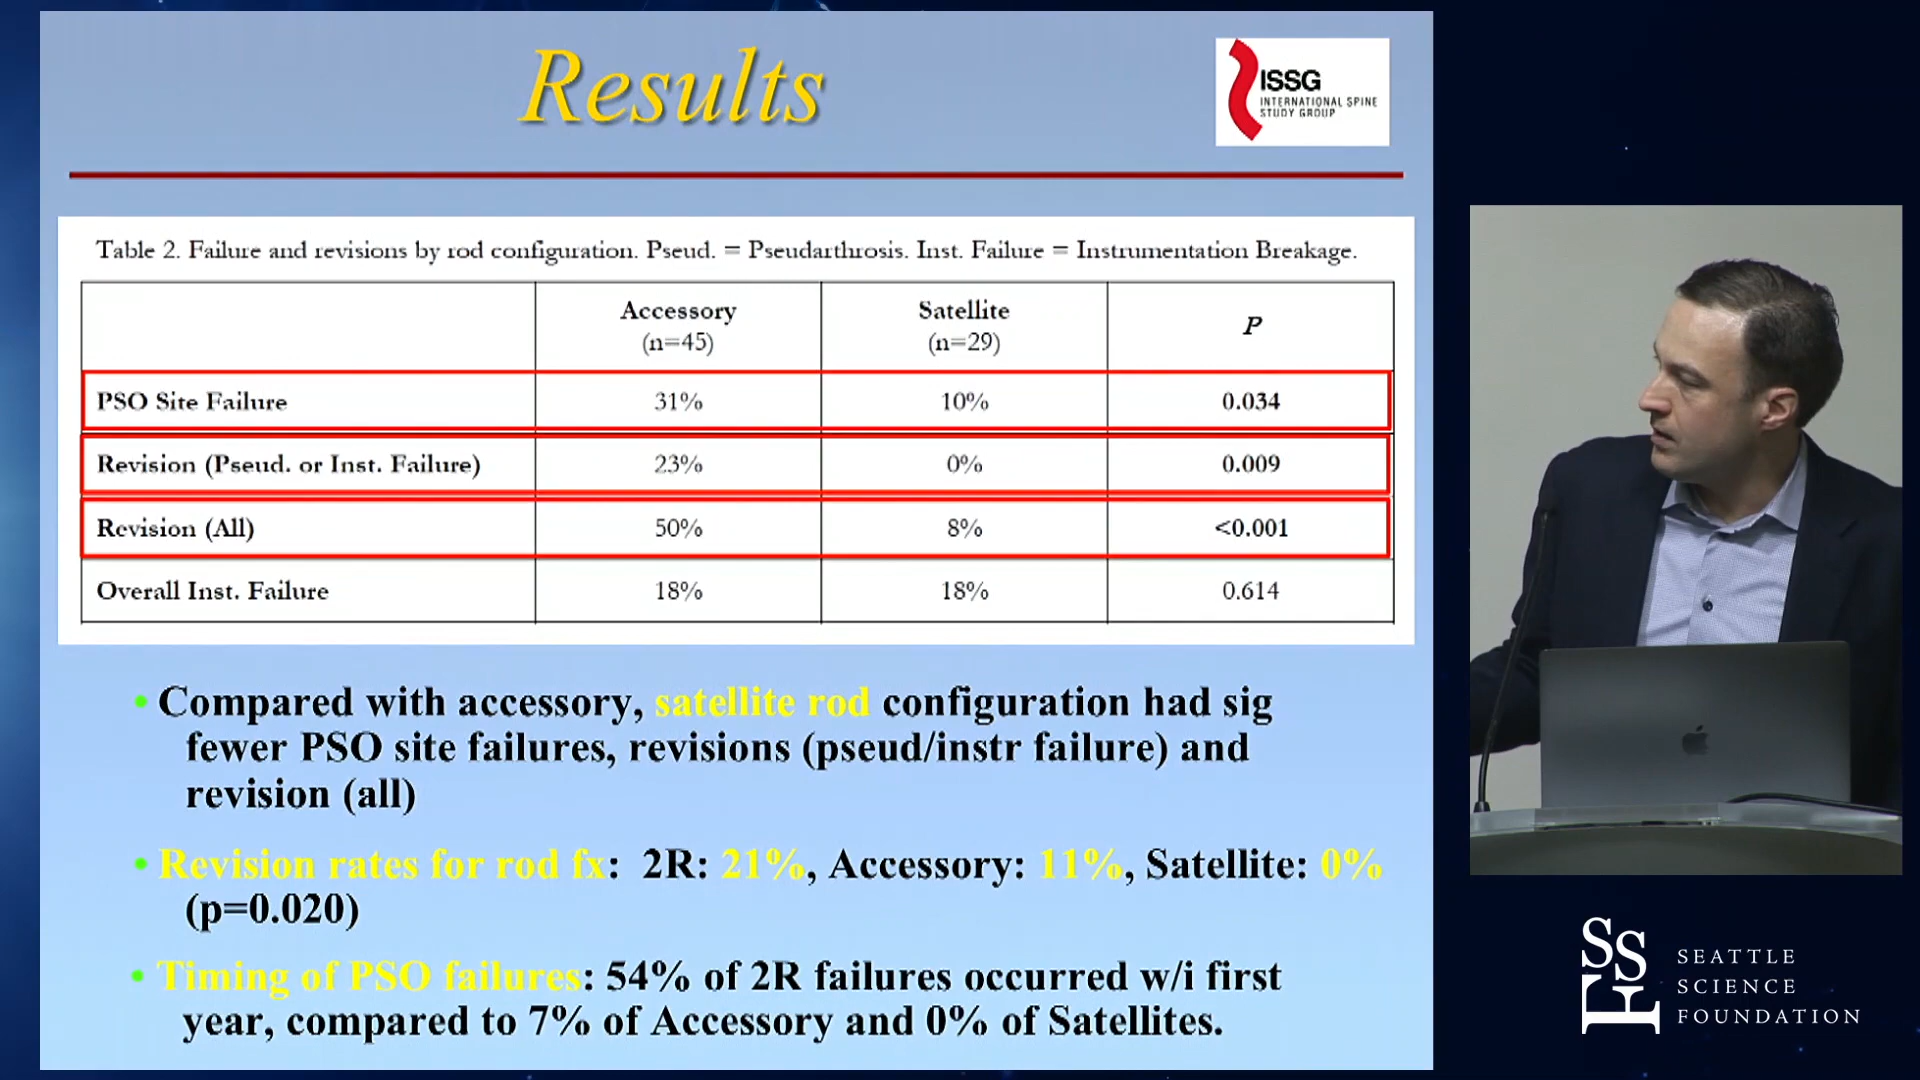 Results
ISSG
INTERNATIONAL SPINE
STUDY GROUP
Table 2. Failure and revisions by rod configuration. Pseud. = Pseudarthrosis. Inst. Failure = Instrumentation Breakage.
Accessory Satellite P
(n=45) (n=29)
PSO Site Failure 31% 10% 0.034
Revision (Pseud. or Inst. Failure) 23% 0% 0.009
Revision (All) 50% 8% <0.001
Overall Inst. Failure 18% 18% 0.614
• Compared with accessory, satellite rod configuration had sig
fewer PSO site failures, revisions (pseud/instr failure) and
revision (all)
• Revision rates for rod fx: 2R: 21%, Accessory: 11%, Satellite: 0%
(p=0.020)
• Timing of PSO failures: 54% of 2R failures occurred w/i first
year, compared to 7% of Accessory and 0% of Satellites.
SSF
SEATTLE
SCIENCE
FOUNDATION